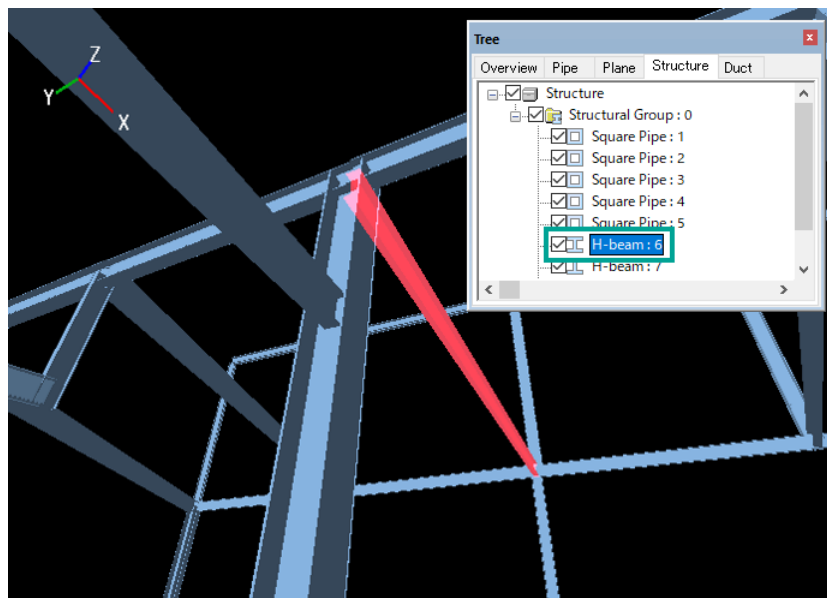 Z
Y
X
Tree
Overview Pipe Plane Structure Duct
Structure
Structural Group : 0
Square Pipe : 1
Square Pipe : 2
Square Pipe : 3
Square Pipe : 4
Square Pipe : 5
H-beam : 6
H-beam : 7